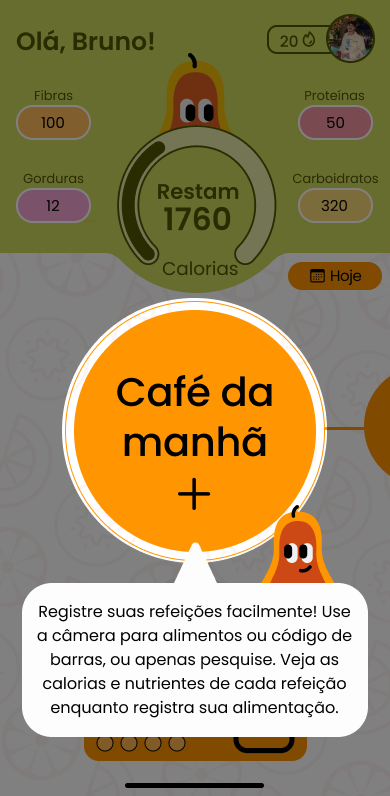 Olá, Bruno!
20
Fibras
100
Proteínas
50
Gorduras
12
Carboidratos
320
Restam
1760
Calorias
Hoje
Café da
manhã
Registre suas refeições facilmente! Use
a câmera para alimentos ou código de
barras, ou apenas pesquise. Veja as
calorias e nutrientes de cada refeição
enquanto registra sua alimentação.